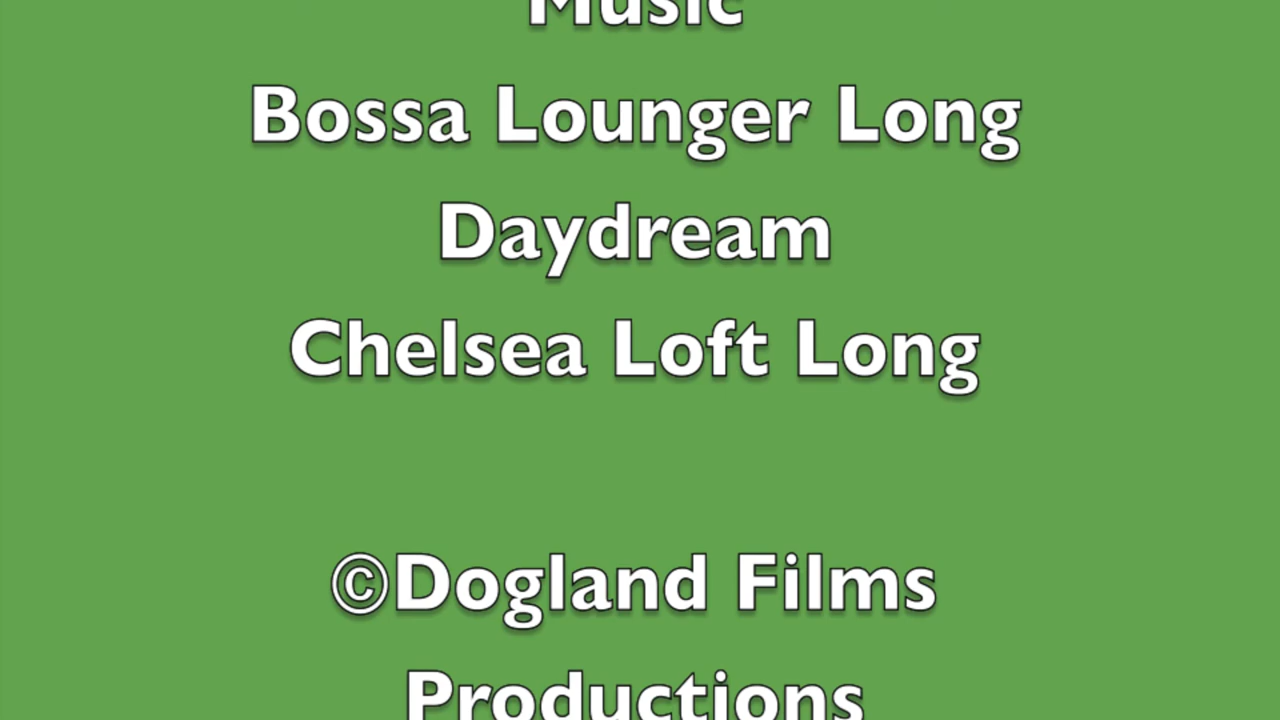 Music
Bossa Lounger Long
Daydream
Chelsea Loft Long
©Dogland Films
Productions